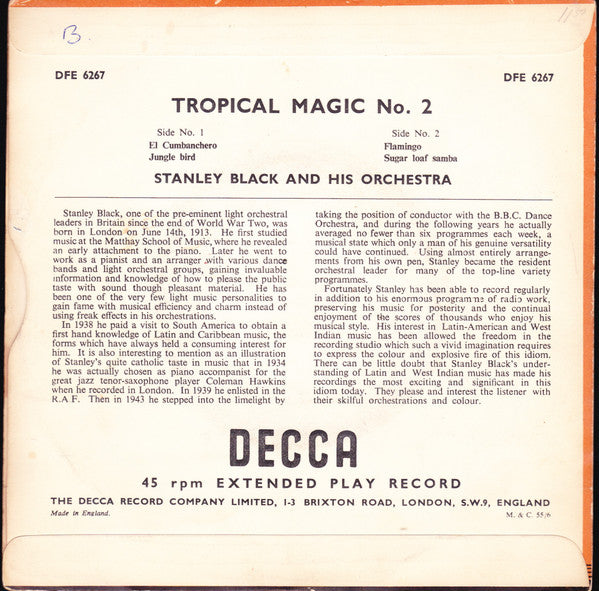 B
11 30
DFE 6267
DFE 6267
TROPICAL MAGIC No. 2
Side No. 1
El Cumbanchero
Jungle bird
Side No. 2
Flamingo
Sugar loaf samba
STANLEY BLACK AND HIS ORCHESTRA
Stanley Black, one of the pre-eminent light orchestral
leaders in Britain since the end of World War Two, was
born in London on June 14th, 1913. He first studied
music at the Matthay School of Music, where he revealed
an early attachment to the piano. Later he went to
work as a pianist and an arranger with various dance
bands and light orchestral groups, gaining invaluable
information and knowledge of how to please the public
taste with sound though pleasant material. He has
been one of the very few light music personalities to
gain fame with musical efficiency and charm instead of
using freak effects in his orchestrations.
In 1938 he paid a visit to South America to obtain a
first hand knowledge of Latin and Caribbean music, the
forms which have always held a consuming interest for
him. It is also interesting to mention as an illustration
of Stanley's quite catholic taste in music that in 1934
he was actually chosen as piano accompanist for the
great jazz tenor-saxophone player Coleman Hawkins
when he recorded in London. In 1939 he enlisted in the
R.A F. Then in 1943 he stepped into the limelight by
taking the position of conductor with the B.B.C. Dance
Orchestra, and during the following years he actually
averaged no fewer than six programmes each week, a
musical state which only a man of his genuine versatility
could have continued. Using almost entirely arrange-
ments from his own pen, Stanley became the resident
orchestral leader for many of the top-line variety
programmes.
Fortunately Stanley has been able to record regularly
in addition to his enormous programme of radio work,
preserving his music for posterity and the continual
enjoyment of the scores of thousands who enjoy his
musical style. His interest in Latin-American and West
Indian music has been allowed the freedom in the
recording studio which such a vivid imagination requires
to express the colour and explosive fire of this idiom.
There can be little doubt that Stanley Black's under-
standing of Latin and West Indian music has made his
recordings the most exciting and significant in this
idiom today. They please and interest the listener with
their skilful orchestrations and colour.
DECCA
45 rpm EXTENDED PLAY RECORD
THE DECCA RECORD COMPANY LIMITED, 1-3 BRIXTON ROAD, LONDON, S.W.9, ENGLAND
Made in England.
M. & C. 55/6